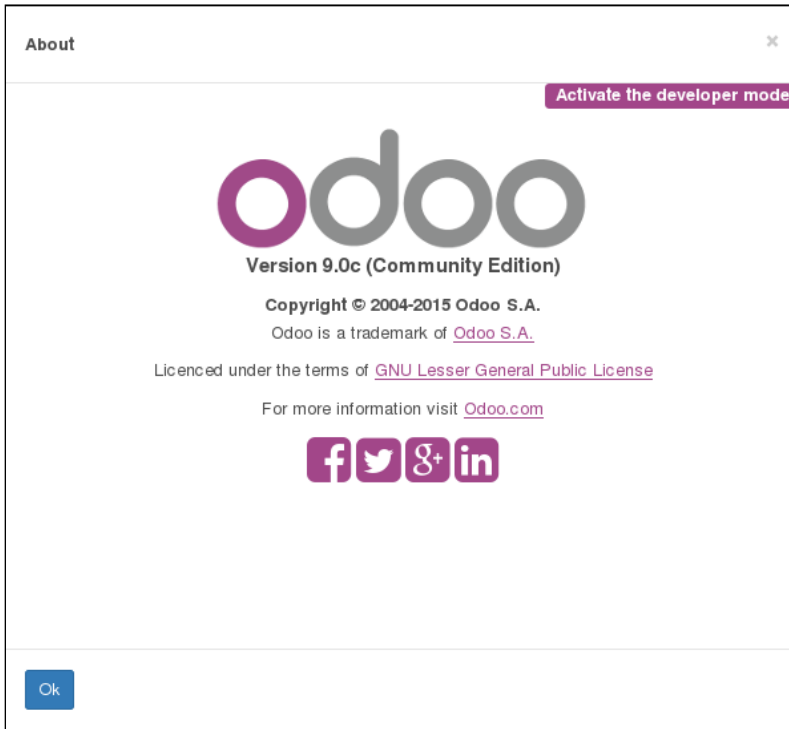 About
Activate the developer mode
odoo
Version 9.0c (Community Edition)
Copyright © 2004-2015 Odoo S.A.
Odoo is a trademark of Odoo S.A.
Licenced under the terms of GNU Lesser General Public License
For more information visit Odoo.com
Ok